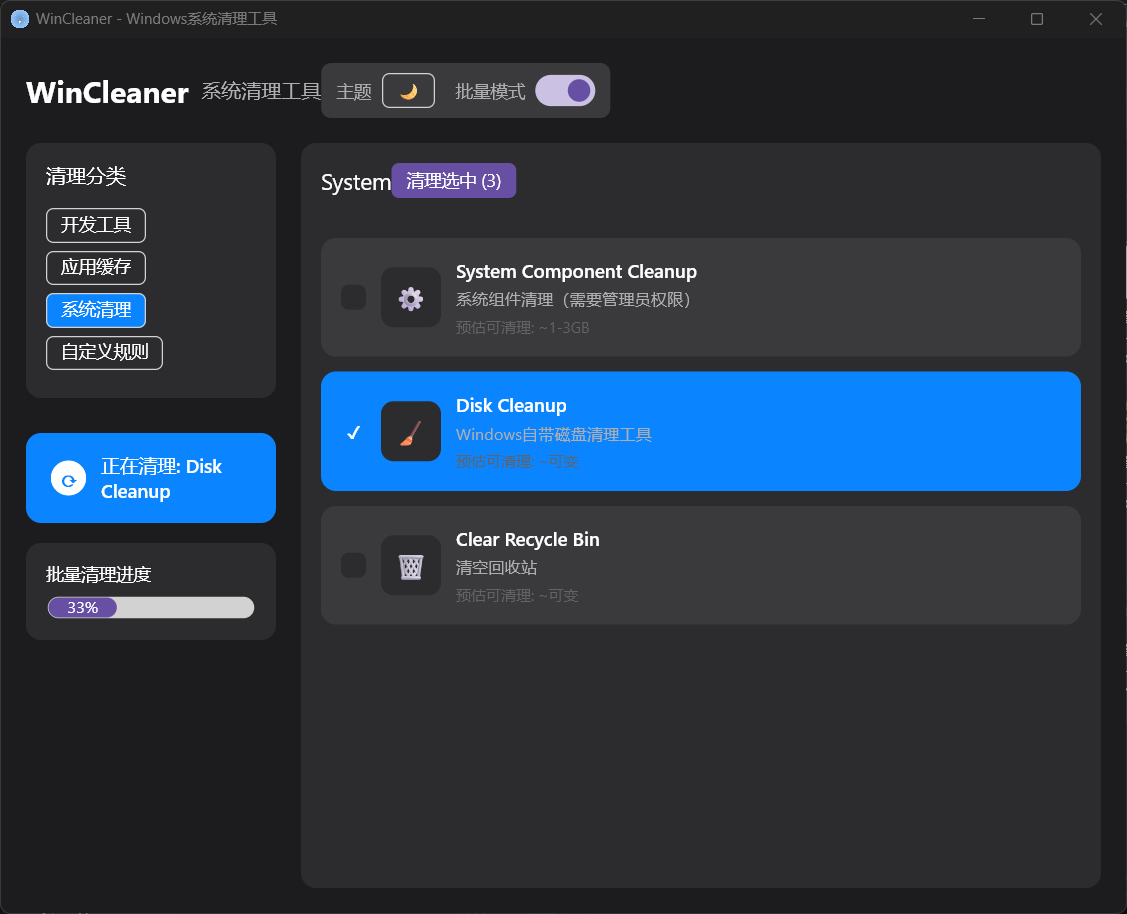 WinCleaner - Windows系统清理工具
WinCleaner 系统清理工具 主题 批量模式
清理分类
开发工具
应用缓存
系统清理
自定义规则
正在清理: Disk
Cleanup
批量清理进度
33%
System 清理选中 (3)
System Component Cleanup
系统组件清理（需要管理员权限）
预估可清理: ~1-3GB
Disk Cleanup
Windows自带磁盘清理工具
预估可清理: ~可变
Clear Recycle Bin
清空回收站
预估可清理: ~可变